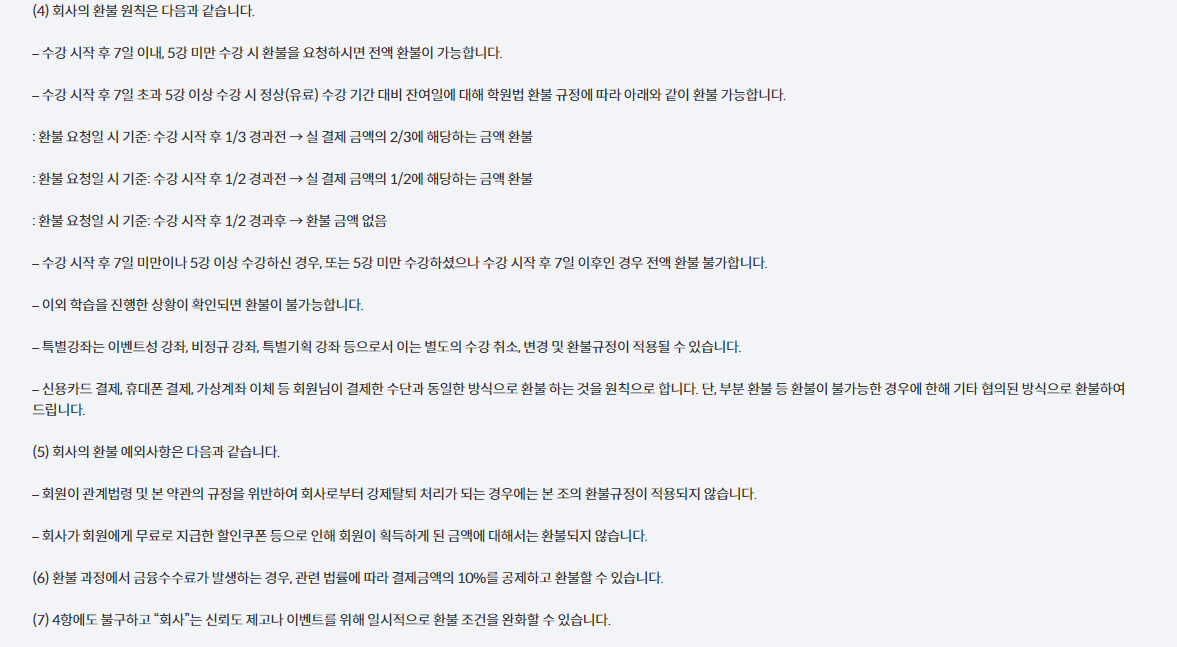 (4) 회사의 환불 원칙은 다음과 같습니다.
– 수강 시작 후 7일 이내, 5강 미만 수강 시 환불을 요청하시면 전액 환불이 가능합니다.
– 수강 시작 후 7일 초과 5강 이상 수강 시 정상(유료) 수강 기간 대비 잔여일에 대해 학원법 환불 규정에 따라 아래와 같이 환불 가능합니다.
: 환불 요청일 시 기준: 수강 시작 후 1/3 경과전 → 실 결제 금액의 2/3에 해당하는 금액 환불
: 환불 요청일 시 기준: 수강 시작 후 1/2 경과전 → 실 결제 금액의 1/2에 해당하는 금액 환불
: 환불 요청일 시 기준: 수강 시작 후 1/2 경과후 → 환불 금액 없음
– 수강 시작 후 7일 미만이나 5강 이상 수강하신 경우, 또는 5강 미만 수강하셨으나 수강 시작 후 7일 이후인 경우 전액 환불 불가합니다.
– 이외 학습을 진행한 상황이 확인되면 환불이 불가능합니다.
– 특별강좌는 이벤트성 강좌, 비정규 강좌, 특별기획 강좌 등으로서 이는 별도의 수강 취소, 변경 및 환불규정이 적용될 수 있습니다.
– 신용카드 결제, 휴대폰 결제, 가상계좌 이체 등 회원님이 결제한 수단과 동일한 방식으로 환불 하는 것을 원칙으로 합니다. 단, 부분 환불 등 환불이 불가능한 경우에 한해 기타 협의된 방식으로 환불하여
드립니다.
(5) 회사의 환불 예외사항은 다음과 같습니다.
– 회원이 관계법령 및 본 약관의 규정을 위반하여 회사로부터 강제탈퇴 처리가 되는 경우에는 본 조의 환불규정이 적용되지 않습니다.
– 회사가 회원에게 무료로 지급한 할인쿠폰 등으로 인해 회원이 획득하게 된 금액에 대해서는 환불되지 않습니다.
(6) 환불 과정에서 금융수수료가 발생하는 경우, 관련 법률에 따라 결제금액의 10%를 공제하고 환불할 수 있습니다.
(7) 4항에도 불구하고 “회사”는 신뢰도 제고나 이벤트를 위해 일시적으로 환불 조건을 완화할 수 있습니다.